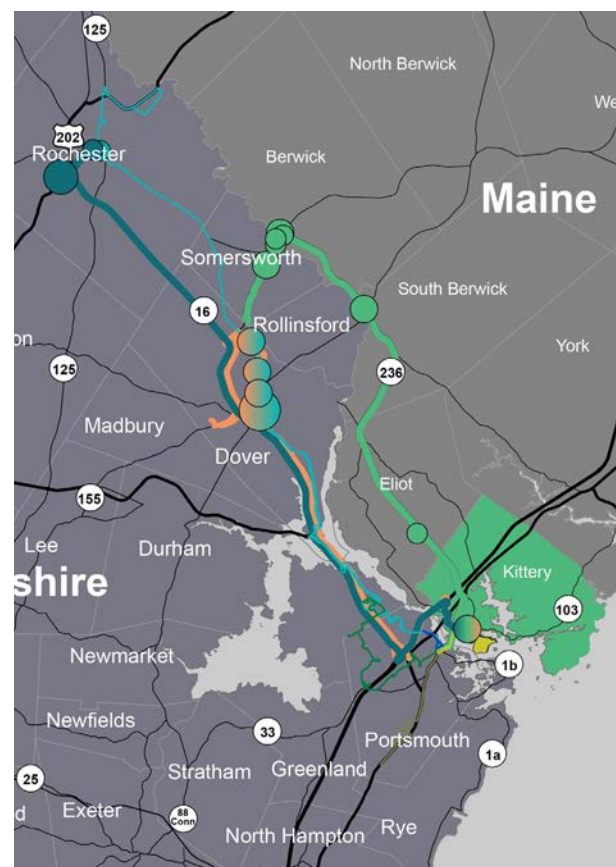 125
North Berwick
We
202
Rochester
Berwick
Maine
Somersworth
South Berwick
16
Rollinsford
York
on
125
236
Madbury
Dover
Eliot
155
Lee
Durham
shire
Kittery
103
Newmarket
1b
Newfields
33
Portsmouth
1a
25
Stratham
Greenland
d
Exeter
88
Conn
Rye
North Hampton